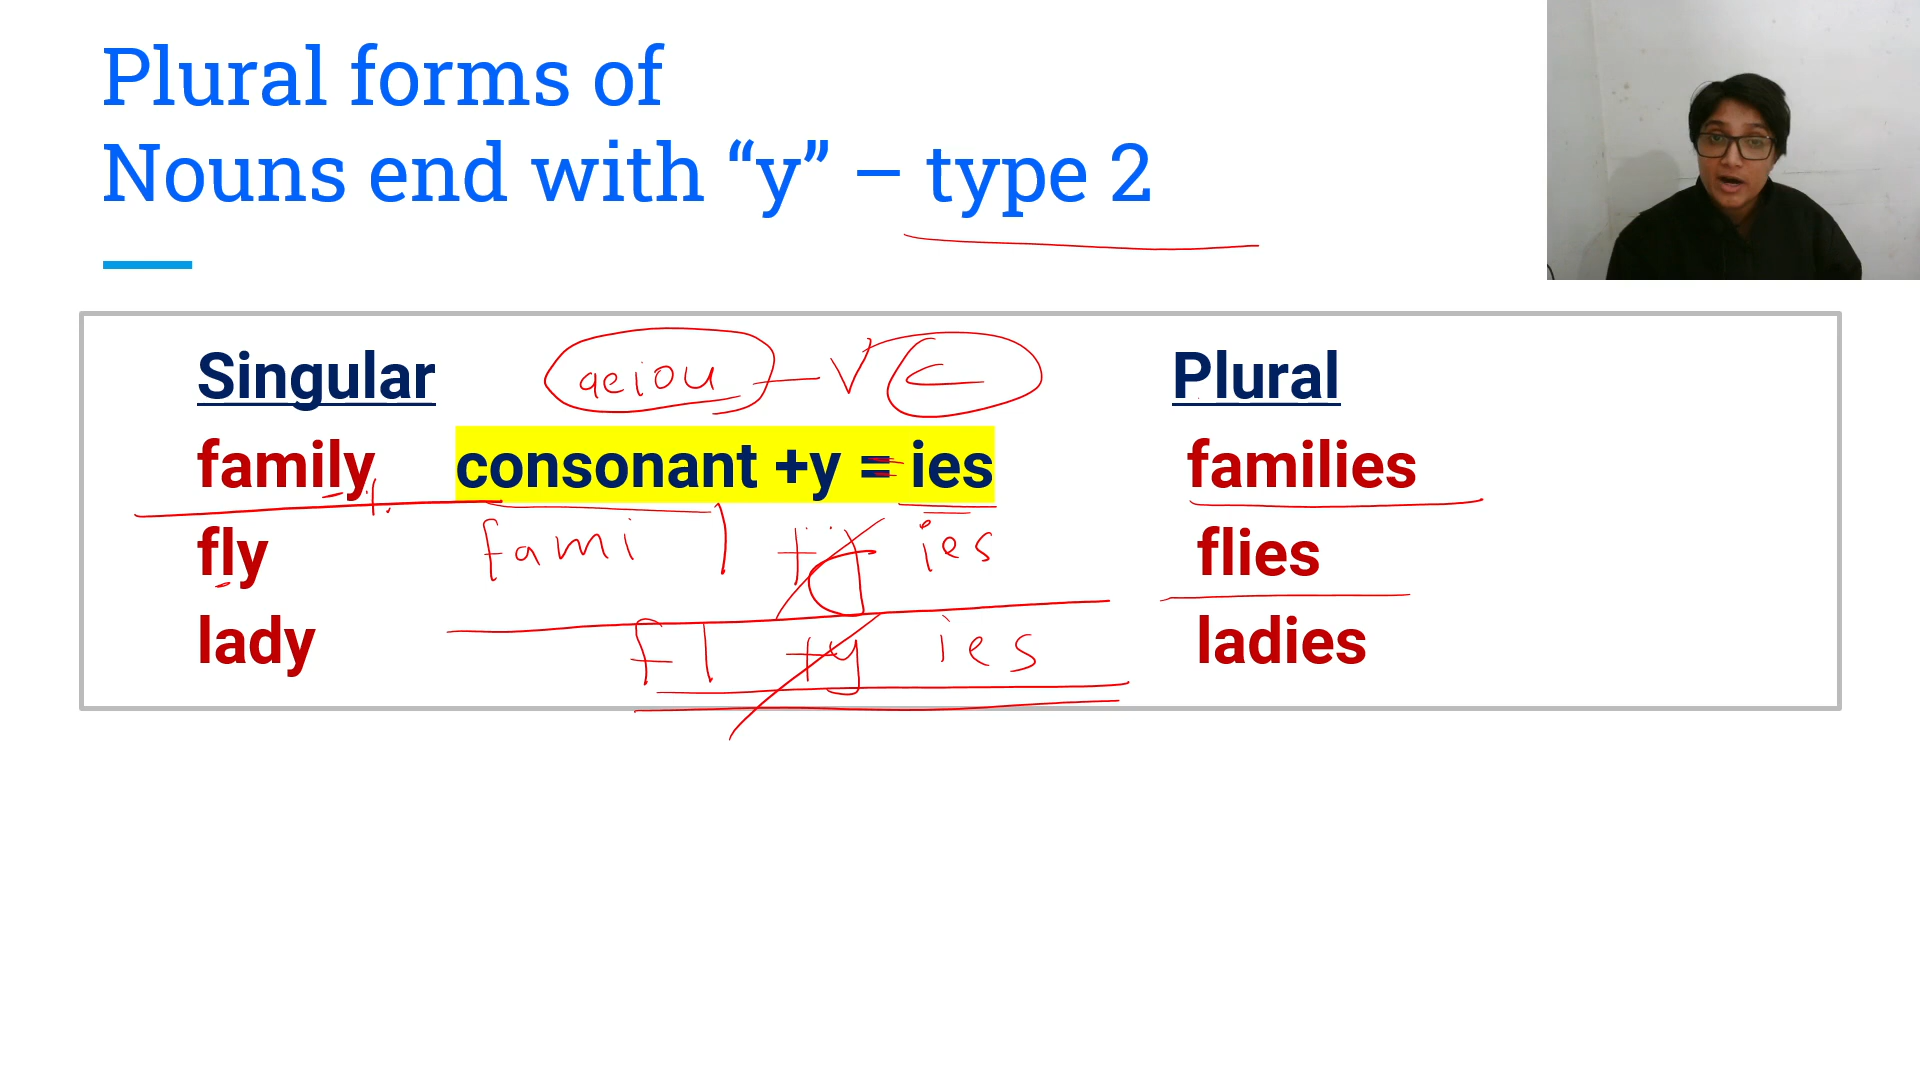 Plural forms of
Nouns end with “y” – type 2
Singular aeiou – V C Plural
family consonant +y = ies families
fly fami l +y ies flies
lady fl +y ies ladies